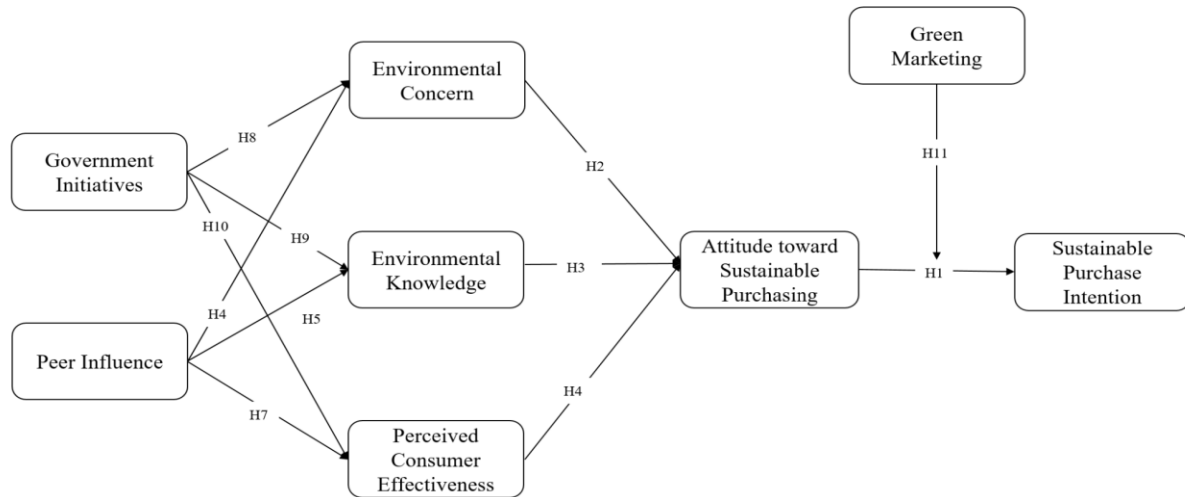 Green
Marketing
Environmental
Concern
H8
H11
Government
Initiatives
H2
H10
H9
Environmental
Knowledge
H3
Attitude toward
Sustainable
Purchasing
H1
Sustainable
Purchase
Intention
H4
H5
Peer Influence
H7
H4
Perceived
Consumer
Effectiveness